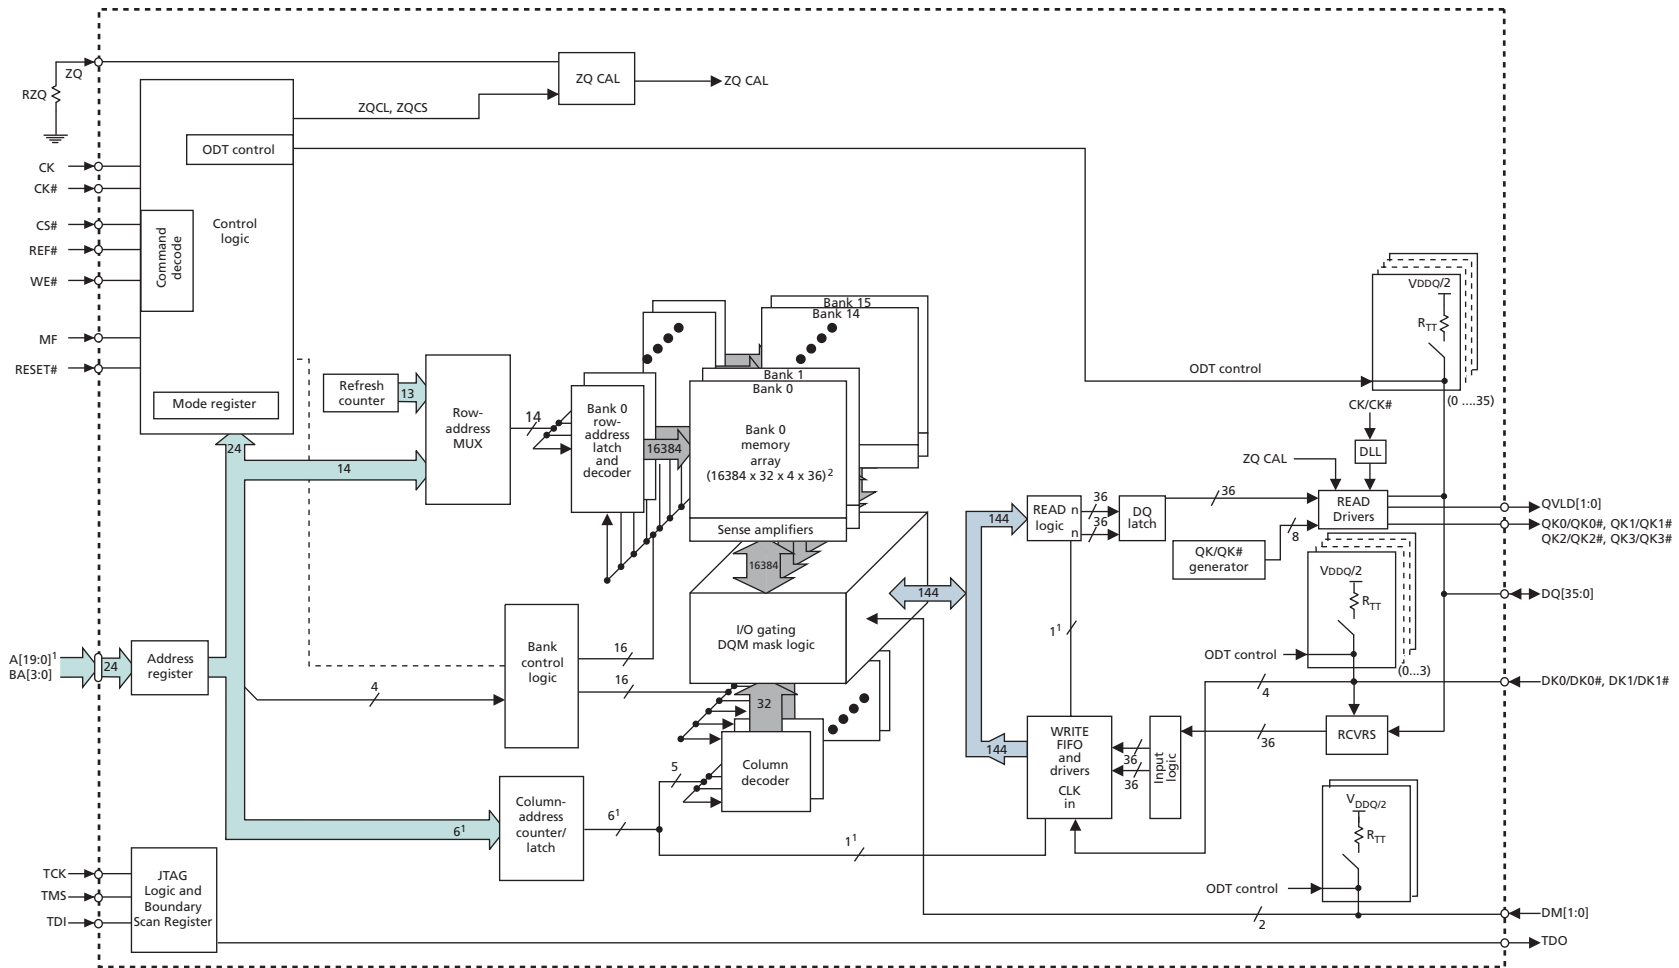 ZQ
RZQ
ZQ CAL
ZQ CAL
ZQCL, ZQCS
ODT control
CK
CK#
CS#
REF#
WE#
MF
RESET#
Command
decode
Control
logic
Mode register
Refresh
counter
13
Row-
address
MUX
14
24
14
Bank 0
row-
address
latch
and
decoder
16384
Bank 15
Bank 14
Bank 1
Bank 0
Bank 0
memory
array
(16384 x 32 x 4 x 36)2
Sense amplifiers
16384
I/O gating
DQM mask logic
144
ODT control
VDDQ/2
RTT
(0 ....35)
CK/CK#
DLL
ZQ CAL
144
READ n
logic
n
36
36
DQ
latch
36
READ
Drivers
QK/QK#
generator
8
QVLD[1:0]
QK0/QK0#, QK1/QK1#
QK2/QK2#, QK3/QK3#
VDDQ/2
RTT
DQ[35:0]
ODT control
(0...3)
11
A[19:0]1
BA[3:0]
24
Address
register
4
Bank
control
logic
16
16
32
Column
decoder
5
DK0/DK0#, DK1/DK1#
4
RCVRS
36
144
WRITE
FIFO
and
drivers
CLK
in
36
36
Input
logic
61
Column-
address
counter/
latch
61
11
VDDQ/2
RTT
ODT control
TCK
TMS
TDI
JTAG
Logic and
Boundary
Scan Register
2
DM[1:0]
TDO